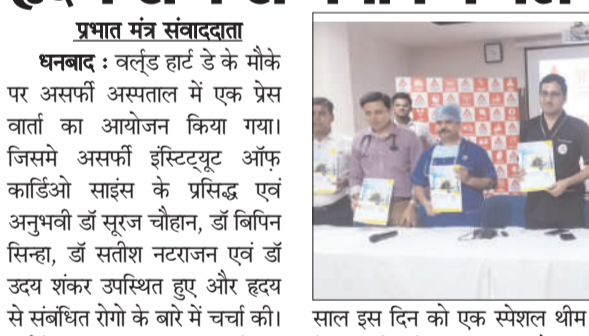 प्रभात मंत्र संवाददाता
धनबाद : वर्ल्ड हार्ट डे के मौके
पर असर्फी अस्पताल में एक प्रेस
वार्ता का आयोजन किया गया।
जिसमे असर्फी इंस्टिट्यूट ऑफ़
कार्डिओ साइंस के प्रसिद्ध एवं
अनुभवी डॉ सूरज चौहान, डॉ बिपिन
सिन्हा, डॉ सतीश नटराजन एवं डॉ
उदय शंकर उपस्थित हुए और हृदय
से संबंधित रोगो के बारे में चर्चा की।
साल इस दिन को एक स्पेशल थीम